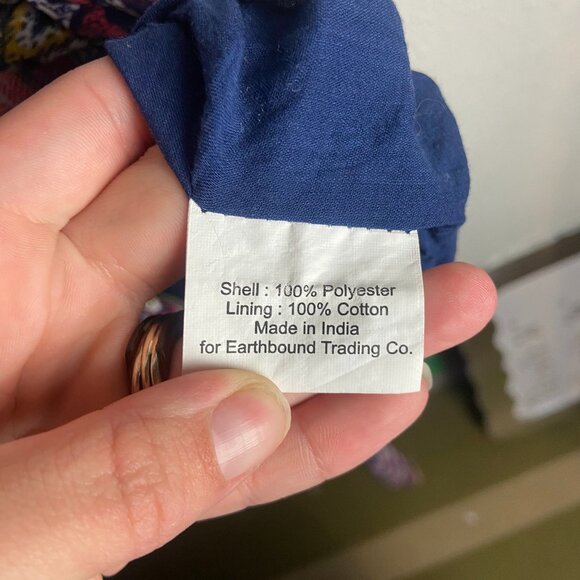 Shell : 100% Polyester
Lining : 100% Cotton
Made in India
for Earthbound Trading Co.